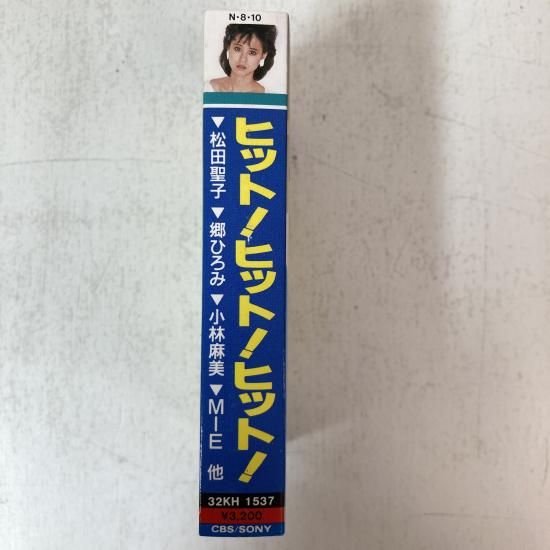 N・8・10
ヒット!ヒット!ヒット!
▼松田聖子▼郷ひろみ▼小林麻美▼MIE 他
32KH 1537
¥3,200
CBS/SONY